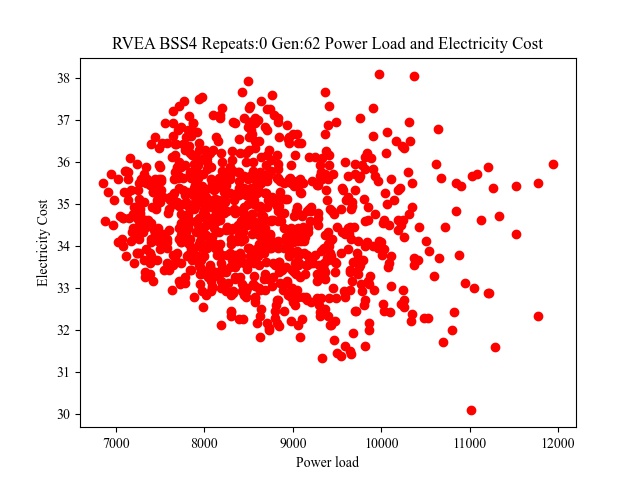 RVEA BSS4 Repeats:0 Gen:62 Power Load and Electricity Cost
38
37
36
35
34
33
32
31
30
Electricity Cost
7000 8000 9000 10000 11000 12000
Power load